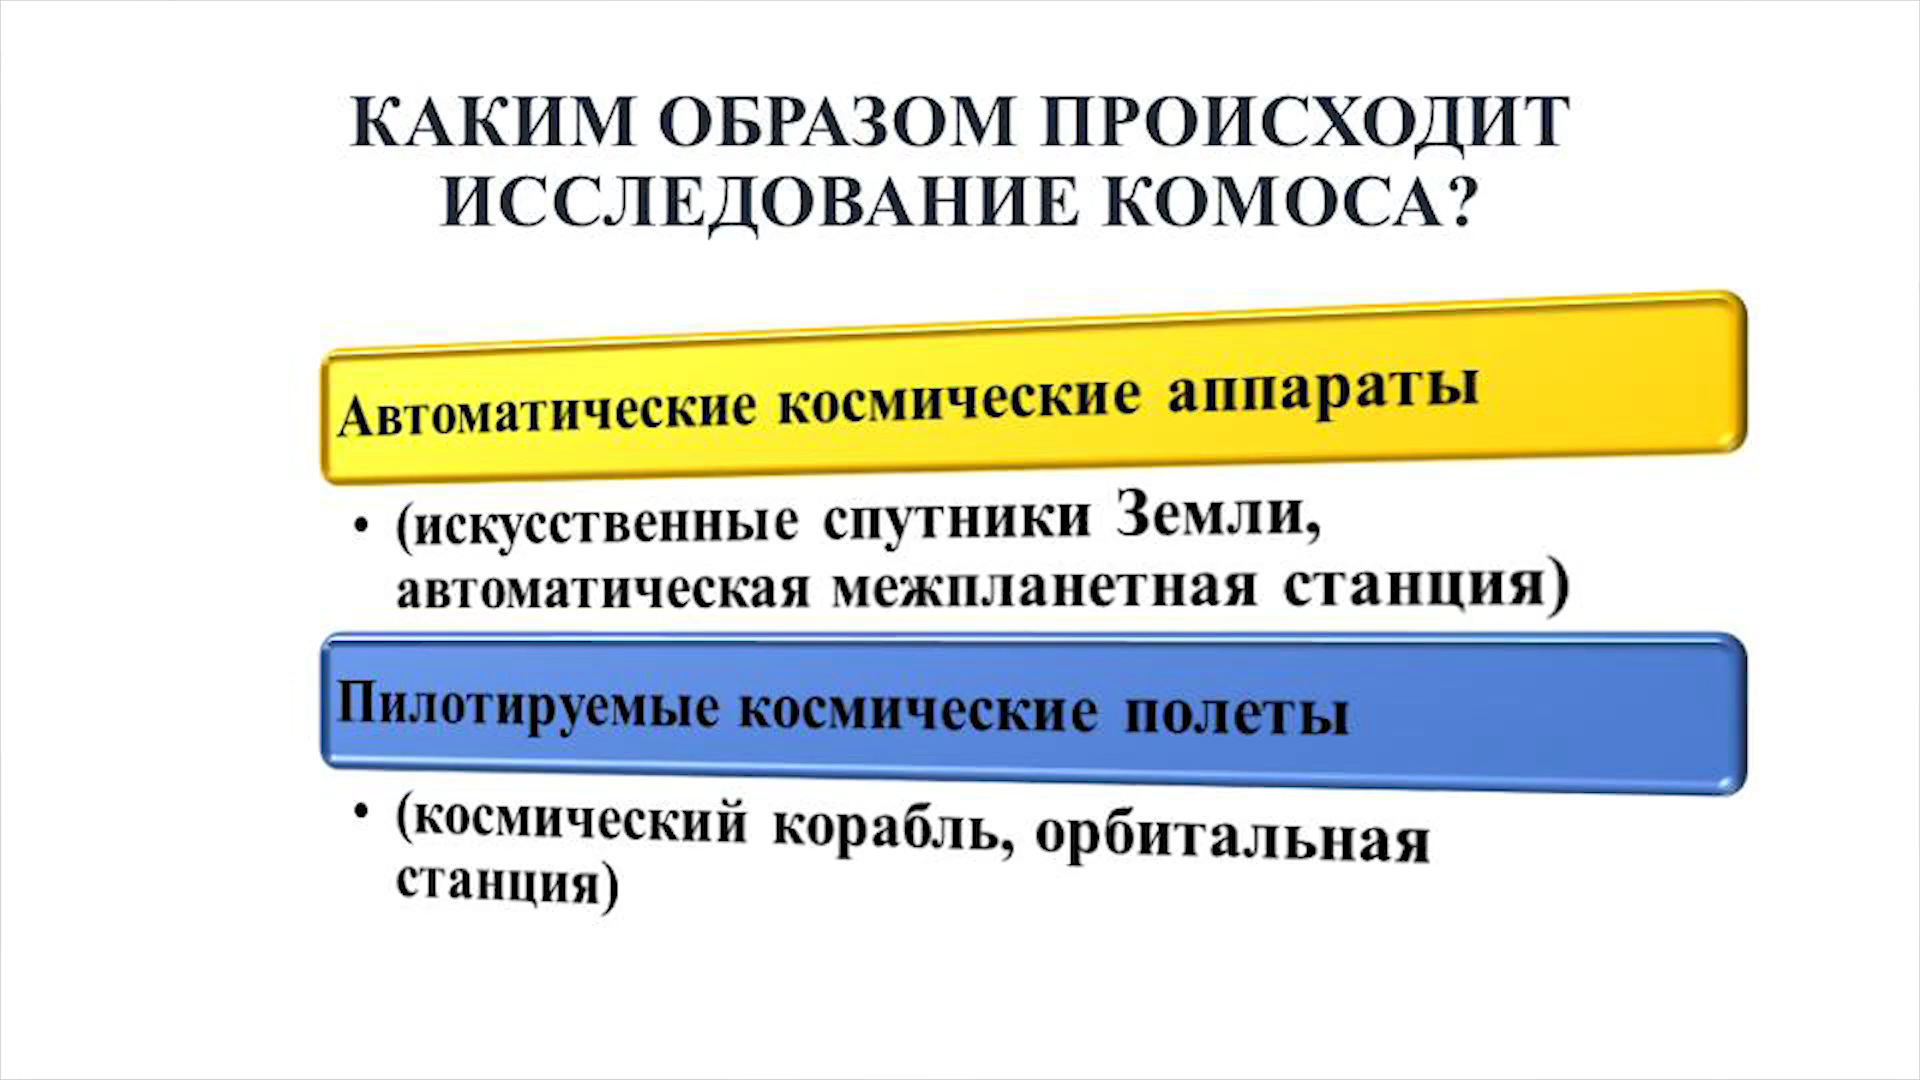 КАКИМ ОБРАЗОМ ПРОИСХОДИТ
ИССЛЕДОВАНИЕ КОМОСА?
Автоматические космические аппараты
• (искусственные спутники Земли,
автоматическая межпланетная станция)
Пилотируемые космические полеты
• (космический корабль, орбитальная
станция)